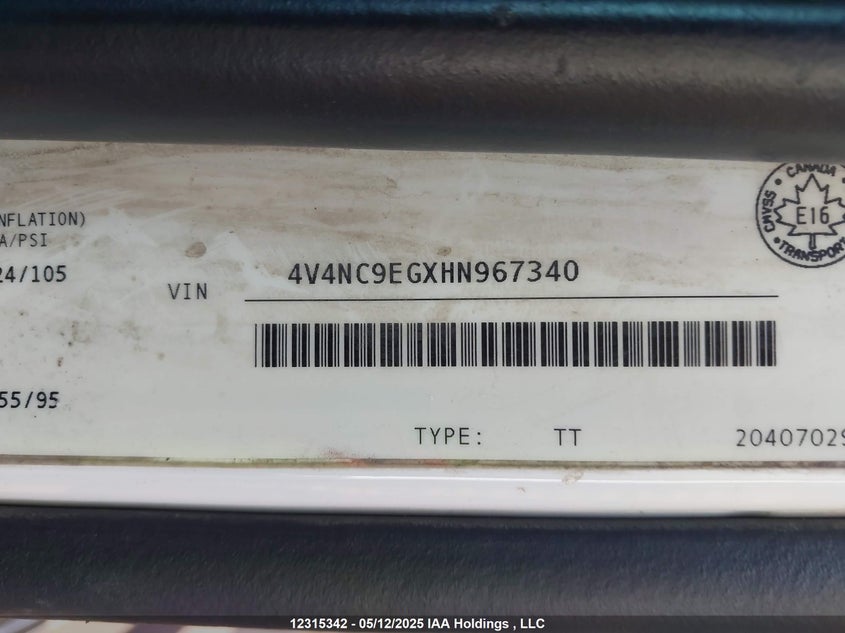 NFLATION)
A/PSI
24/105
VIN 4V4NC9EGXHN967340
55/95
TYPE: TT 20407029
CANADA
E16
TRANSPORT
12315342 - 05/12/2025 IAA Holdings , LLC